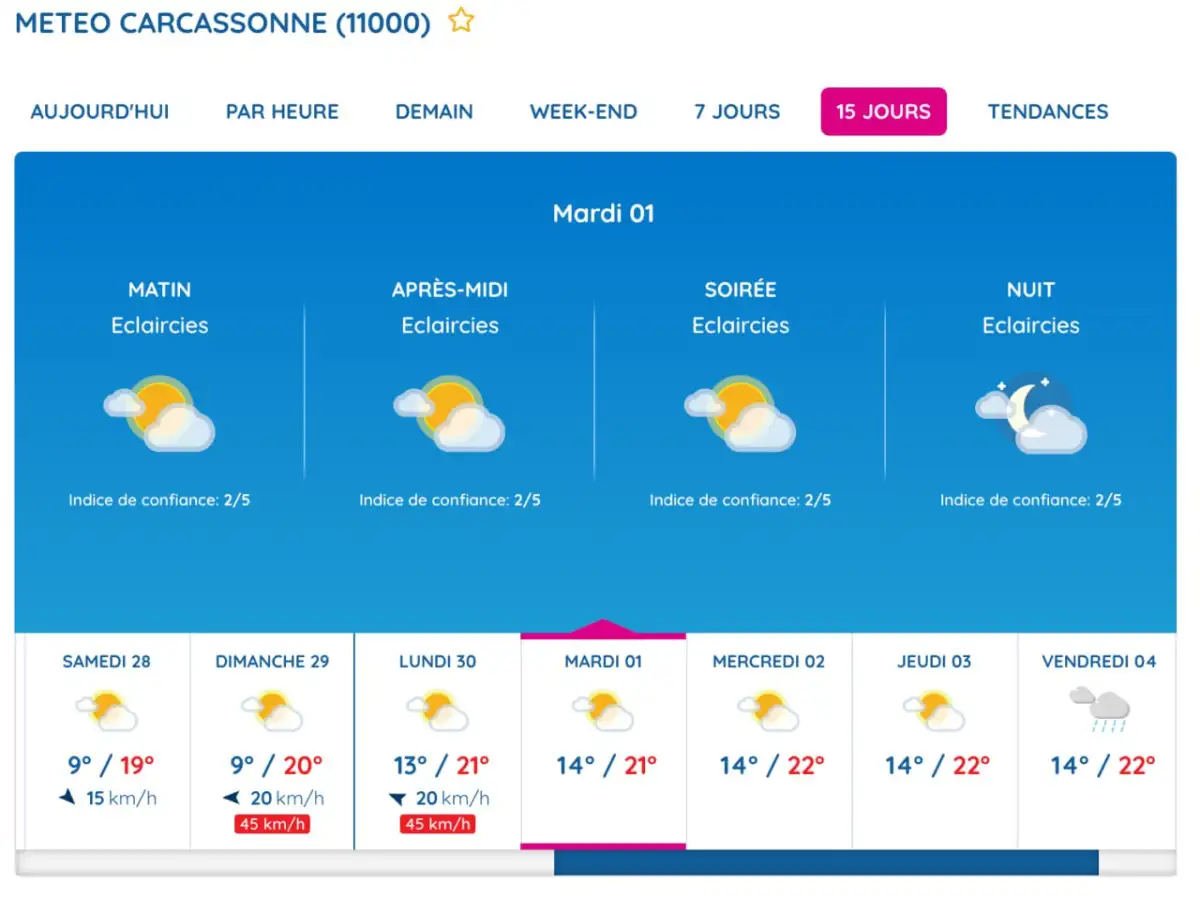 METEO CARCASSONNE (11000)
AUJOURD'HUI PAR HEURE DEMAIN WEEK-END 7 JOURS 15 JOURS TENDANCES
Mardi 01
MATIN APRÈS-MIDI SOIRÉE NUIT
Eclaircies Eclaircies Eclaircies Eclaircies
Indice de confiance: 2/5 Indice de confiance: 2/5 Indice de confiance: 2/5 Indice de confiance: 2/5
SAMEDI 28 DIMANCHE 29 LUNDI 30 MARDI 01 MERCREDI 02 JEUDI 03 VENDREDI 04
9° / 19° 9° / 20° 13° / 21° 14° / 21° 14° / 22° 14° / 22° 14° / 22°
15 km/h 20 km/h 20 km/h
45 km/h 45 km/h